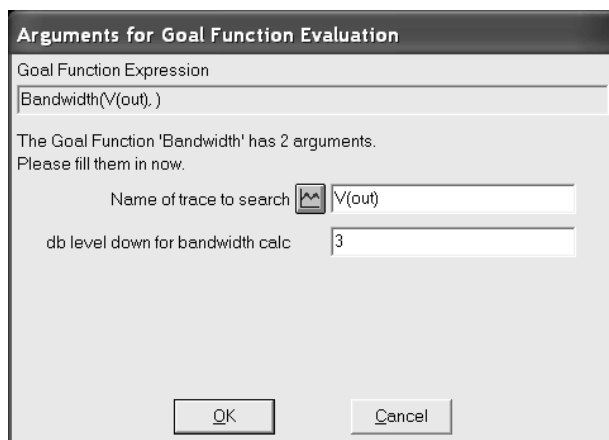 Arguments for Goal Function Evaluation
Goal Function Expression
Bandwidth(V(out), )
The Goal Function 'Bandwidth' has 2 arguments.
Please fill them in now.
Name of trace to search V(out)
db level down for bandwidth calc 3
OK Cancel